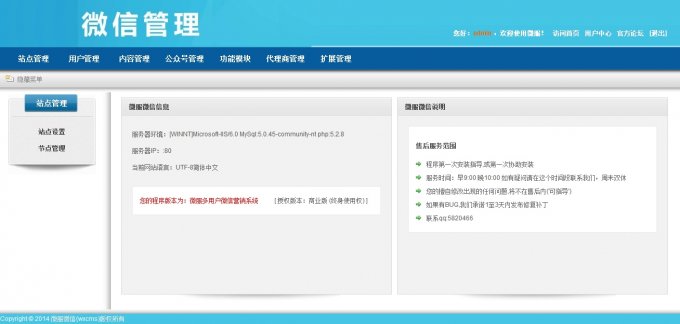 微信管理
您好：admin，欢迎使用微服！ 访问首页 用户中心 官方论坛 [退出]
站点管理 用户管理 内容管理 公众号管理 功能模块 代理商管理 扩展管理
隐藏菜单
站点管理
站点设置
节点管理
微服微信信息
服务器环境：[WINNT]Microsoft-IIS/6.0 MySql:5.0.45-community-nt php:5.2.8
服务器IP：:80
当前网站语言：UTF-8简体中文
您的程序版本为：微服多用户微信营销系统 [授权版本：商业版 (终身使用权)]
微服微信说明
售后服务范围
程序第一次安装指导,或第一次协助安装
服务时间：早9:00 晚10:00 如有疑问请在这个时间段联系我们，周末双休
您的擅自修改出现的任何问题,将不在售后内('可指导')
如果有BUG,我们承诺1至3天内发布修复补丁
联系qq:5820466
Copyright © 2014 微服微信(wxcms)版权所有